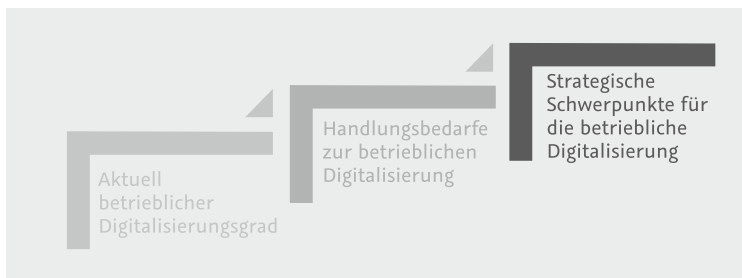 Aktuell
betrieblicher
Digitalisierungsgrad
Handlungsbedarfe
zur betrieblichen
Digitalisierung
Strategische
Schwerpunkte für
die betriebliche
Digitalisierung